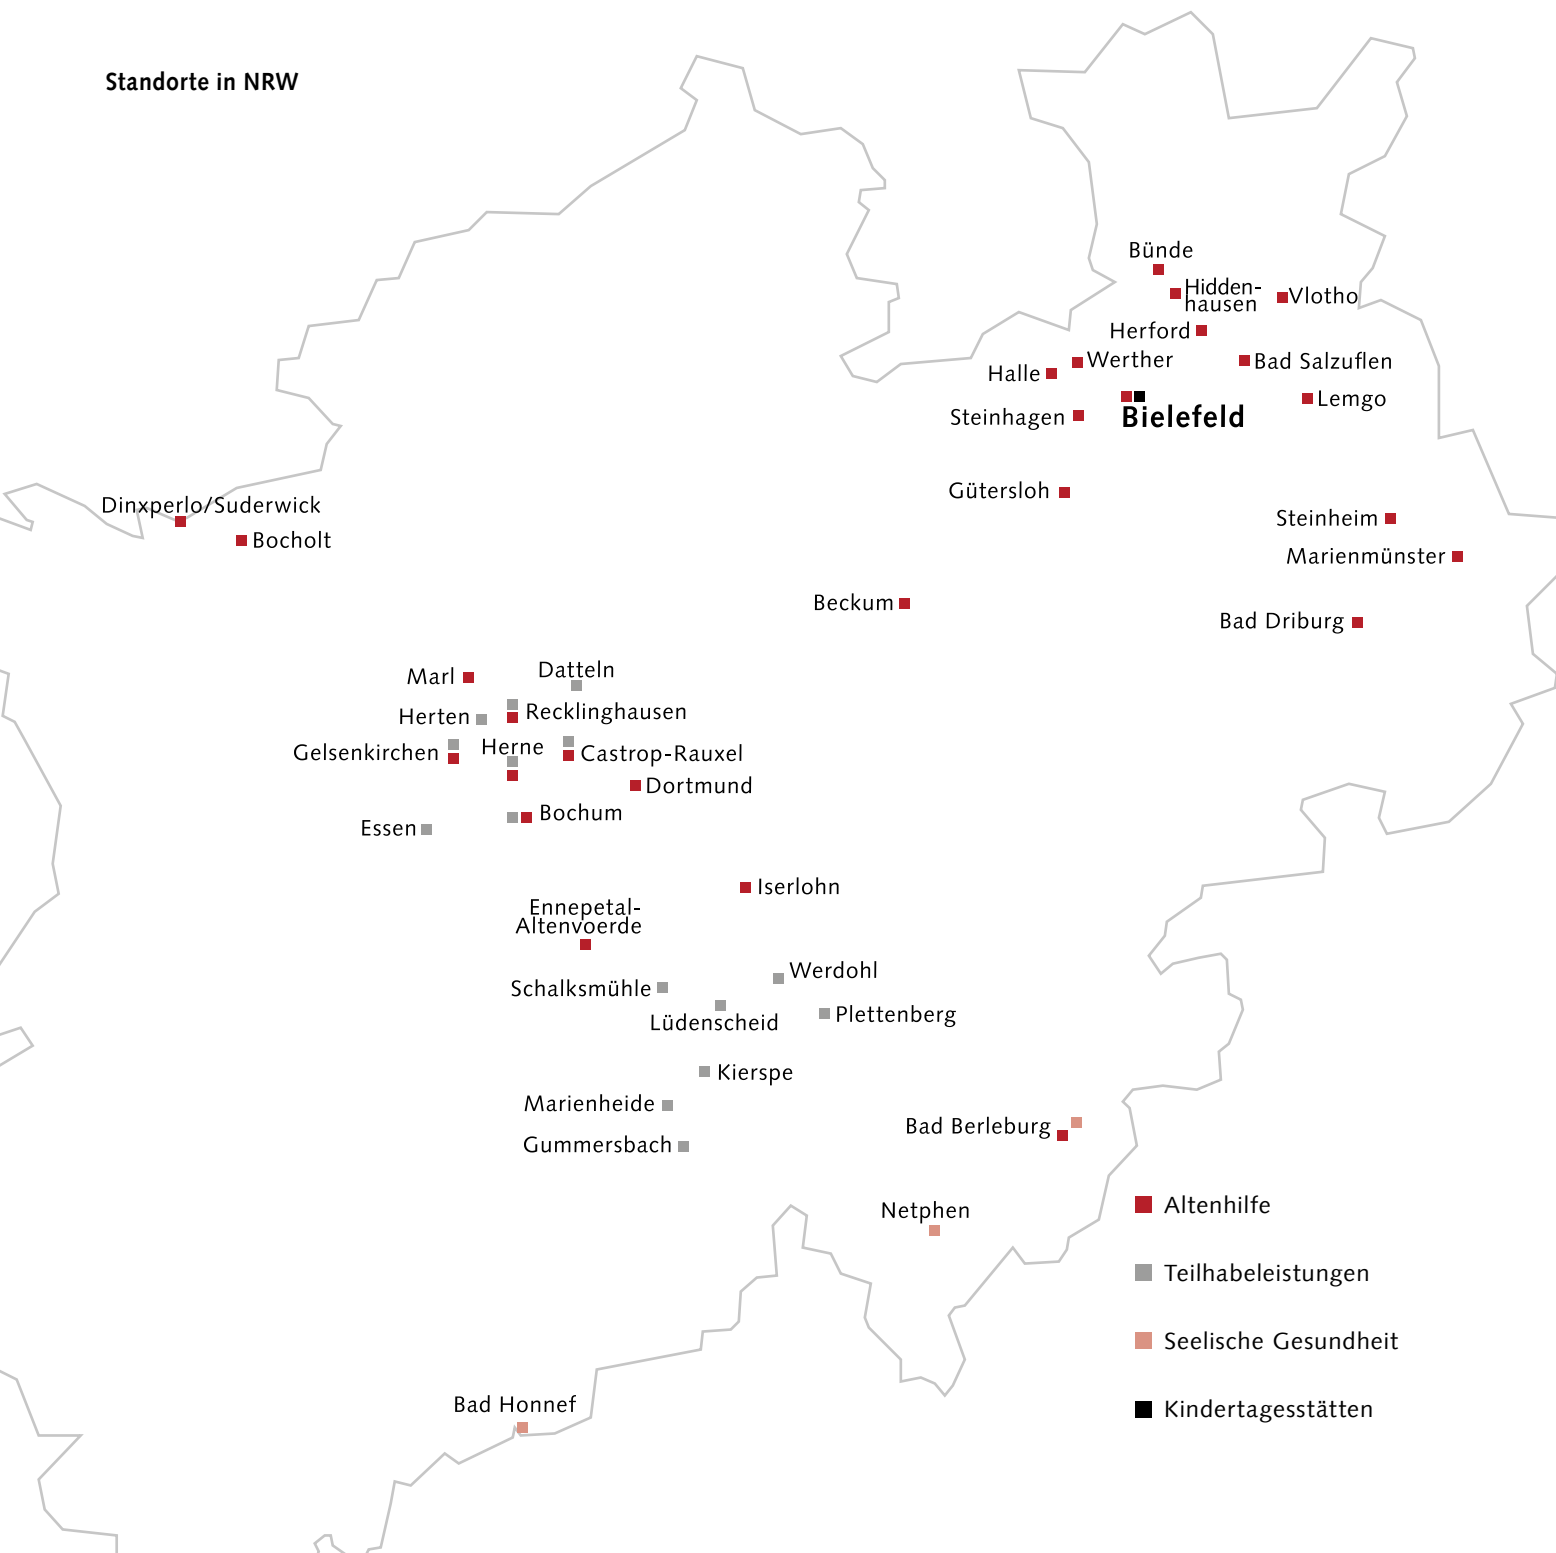 Standorte in NRW
Bünde
Hidden-
hausen
Vlotho
Herford
Werther
Bad Salzuflen
Halle
Lemgo
Steinhagen
Bielefeld
Gütersloh
Dinxperlo/Suderwick
Steinheim
Bocholt
Marienmünster
Beckum
Bad Driburg
Marl
Datteln
Herten
Recklinghausen
Gelsenkirchen
Herne
Castrop-Rauxel
Dortmund
Bochum
Essen
Iserlohn
Ennepetal-
Altenvoerde
Werdohl
Schalksmühle
Plettenberg
Lüdenscheid
Kierspe
Marienheide
Bad Berleburg
Gummersbach
Netphen
Altenhilfe
Teilhabeleistungen
Seelische Gesundheit
Bad Honnef
Kindertagesstätten